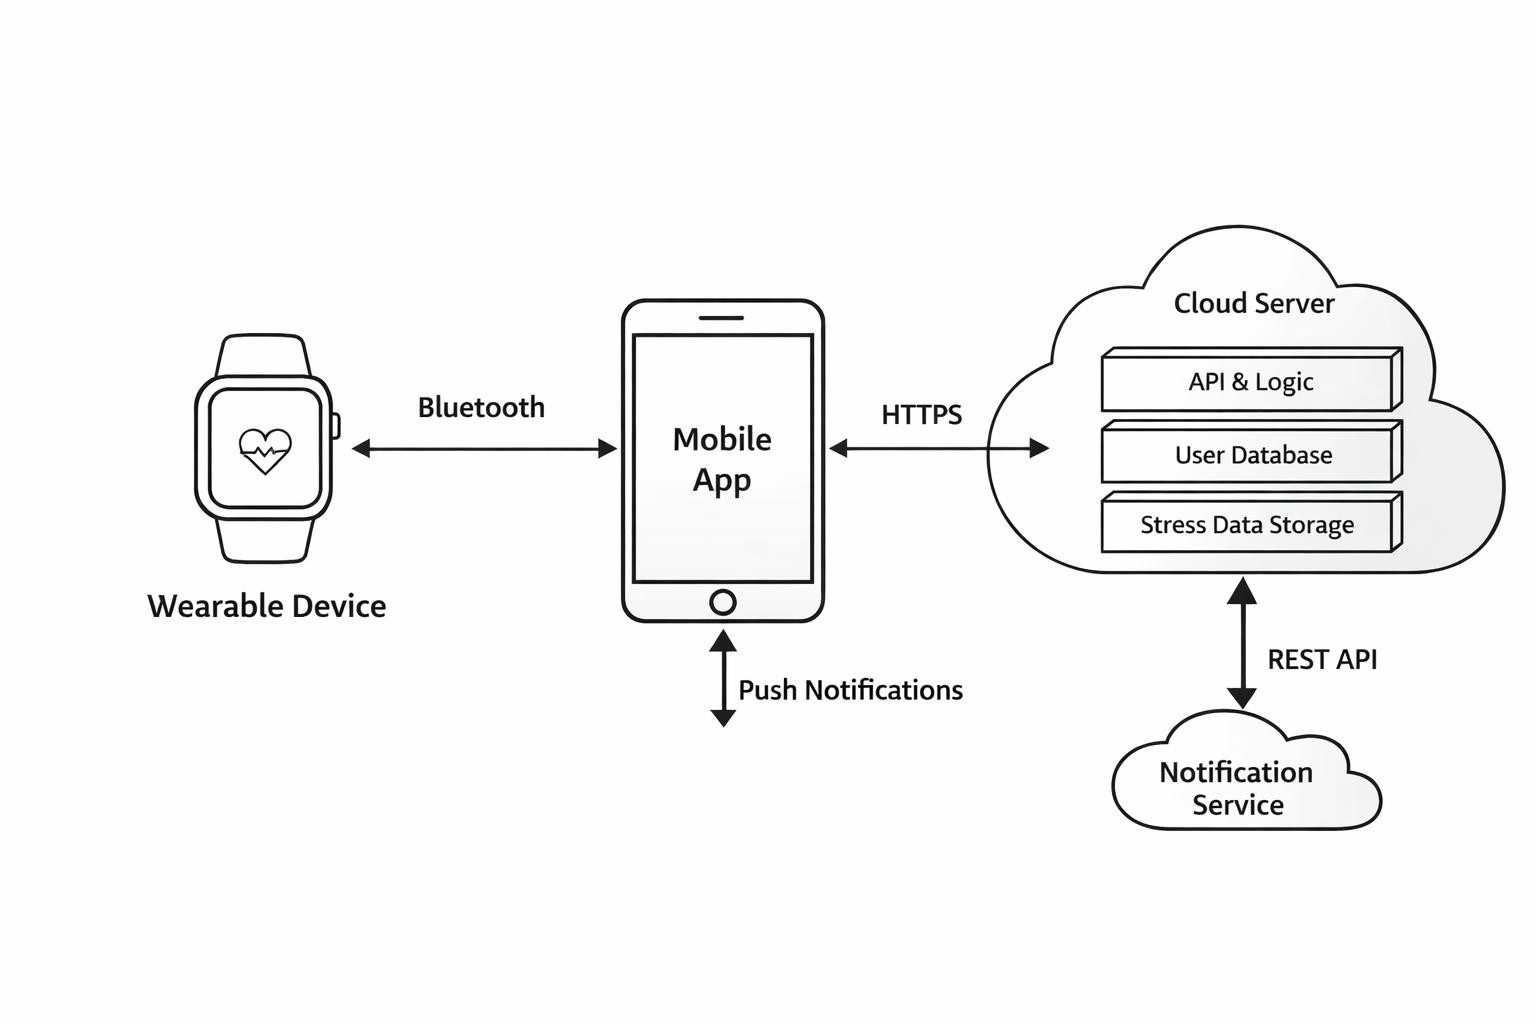 Cloud Server
API & Logic
Bluetooth
HTTPS
Mobile
App
User Database
Stress Data Storage
Wearable Device
REST API
Push Notifications
Notification
Service